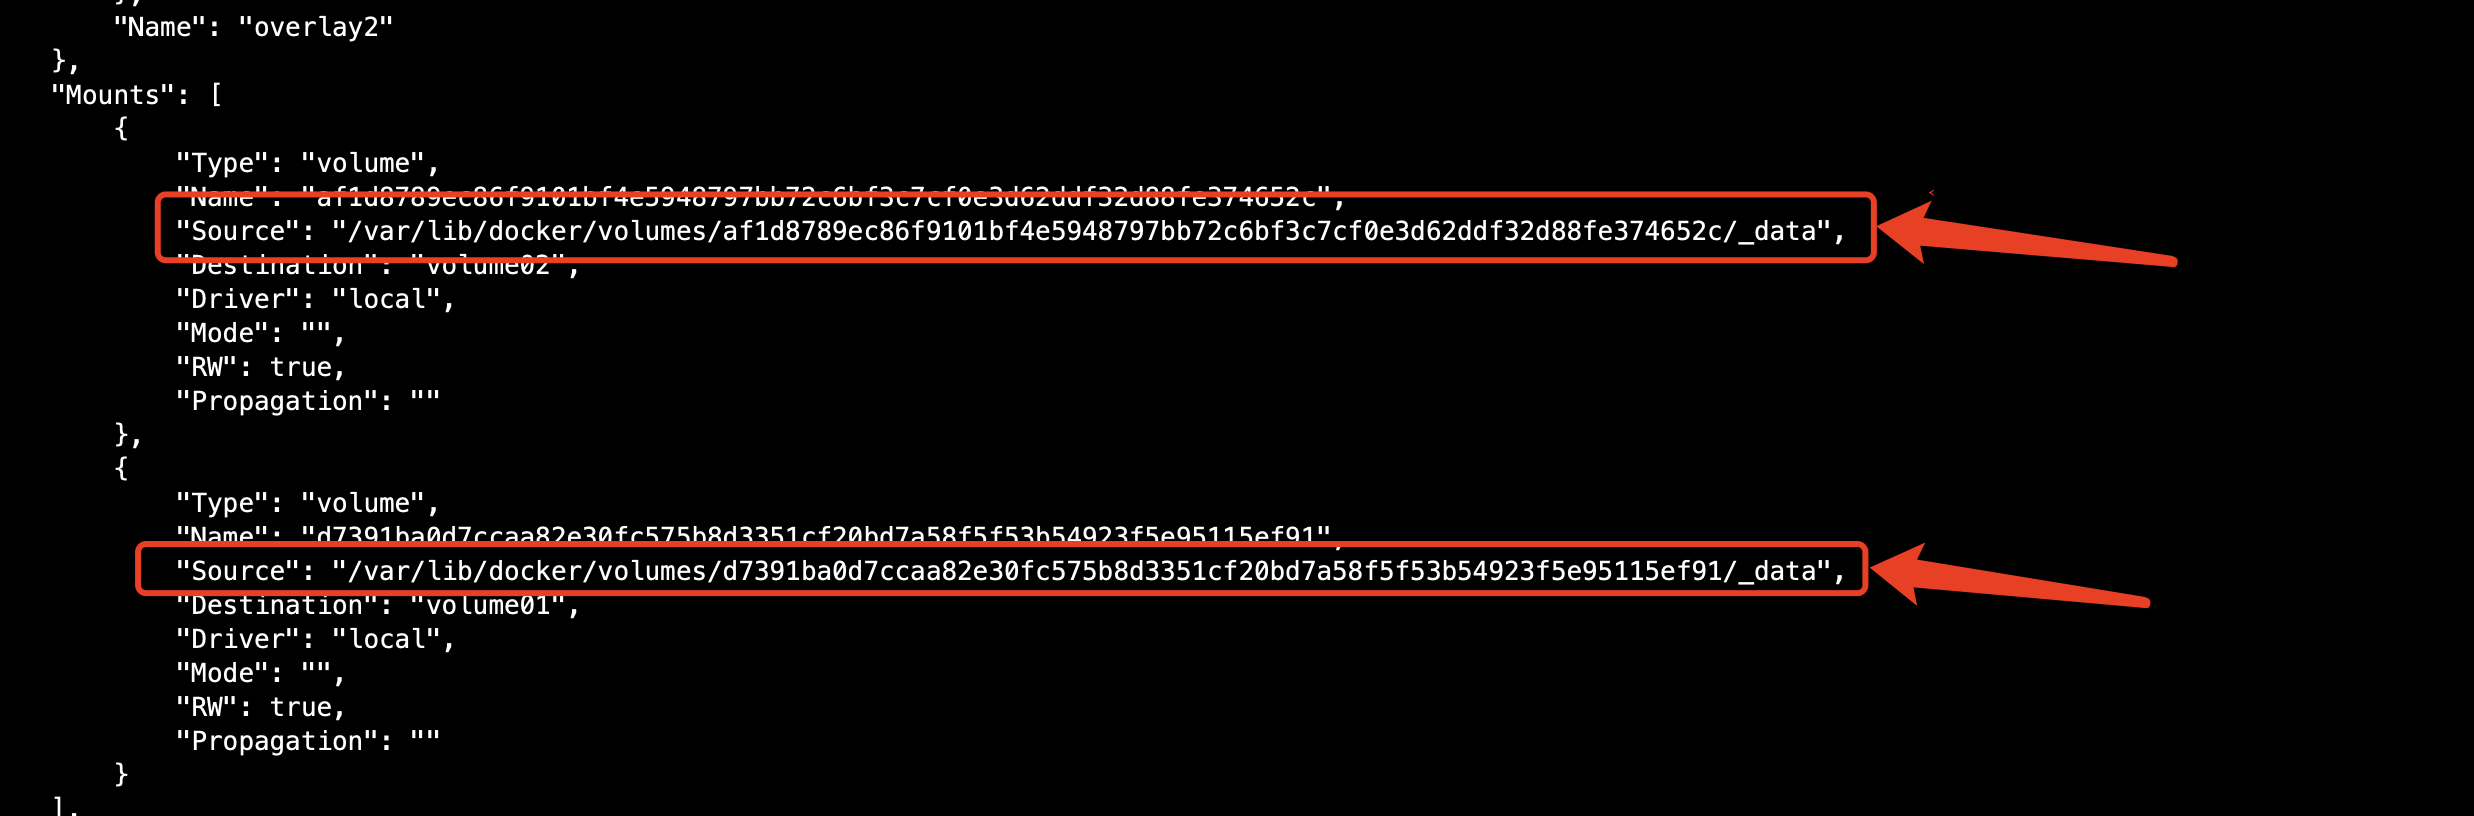 },
"Name": "overlay2"
},
"Mounts": [
{
"Type": "volume",
"Name": "af1d8789ec86f9101bf4e5948797bb72c6bf3c7cf0e3d62ddf32d88fe374652c",
"Source": "/var/lib/docker/volumes/af1d8789ec86f9101bf4e5948797bb72c6bf3c7cf0e3d62ddf32d88fe374652c/_data",
"Destination": "volume02",
"Driver": "local",
"Mode": "",
"RW": true,
"Propagation": ""
},
{
"Type": "volume",
"Name": "d7391ba0d7ccaa82e30fc575b8d3351cf20bd7a58f5f53b54923f5e95115ef91",
"Source": "/var/lib/docker/volumes/d7391ba0d7ccaa82e30fc575b8d3351cf20bd7a58f5f53b54923f5e95115ef91/_data",
"Destination": "volume01",
"Driver": "local",
"Mode": "",
"RW": true,
"Propagation": ""
}
],